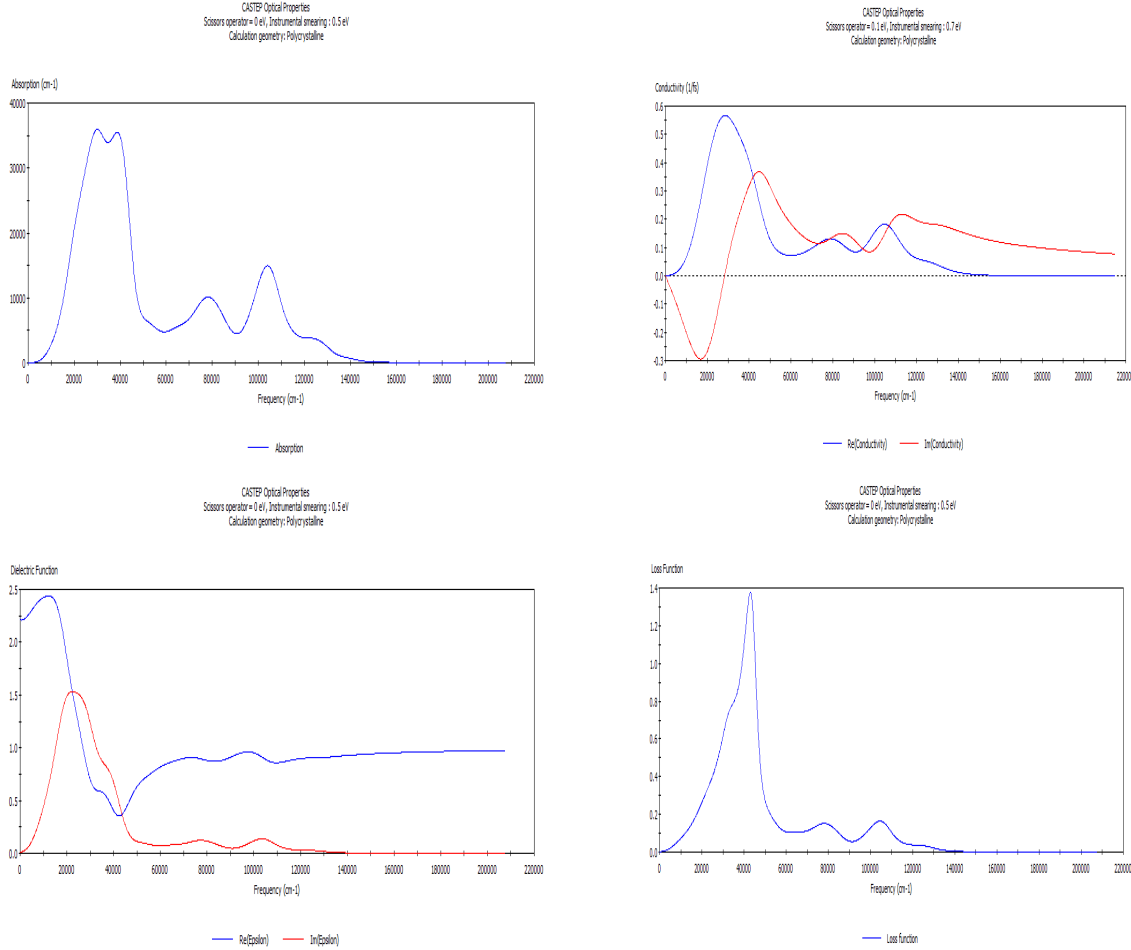 CASTEP Optical Properties
Scissors operator = 0 eV, Instrumental smearing : 0.5 eV
Calculation geometry: Polycrystalline
Absorption (cm-1)
40000
30000
20000
10000
0
0 20000 40000 60000 80000 100000 120000 140000 160000 180000 200000 220000
Frequency (cm-1)
Absorption
CASTEP Optical Properties
Scissors operator = 0.1 eV, Instrumental smearing : 0.7 eV
Calculation geometry: Polycrystalline
Conductivity (1/fs)
0.6
0.5
0.4
0.3
0.2
0.1
0.0
-0.1
-0.2
-0.3
0 20000 40000 60000 80000 100000 120000 140000 160000 180000 200000 22000
Frequency (cm-1)
Re(Conductivity) Im(Conductivity)
CASTEP Optical Properties
Scissors operator = 0 eV, Instrumental smearing : 0.5 eV
Calculation geometry: Polycrystalline
Dielectric Function
2.5
2.0
1.5
1.0
0.5
0.0
0 20000 40000 60000 80000 100000 120000 140000 160000 180000 200000 220000
Frequency (cm-1)
Re(Epsilon) Im(Epsilon)
CASTEP Optical Properties
Scissors operator = 0 eV, Instrumental smearing : 0.5 eV
Calculation geometry: Polycrystalline
Loss Function
1.4
1.2
1.0
0.8
0.6
0.4
0.2
0.0
0 20000 40000 60000 80000 100000 120000 140000 160000 180000 200000 22000
Frequency (cm-1)
Loss function